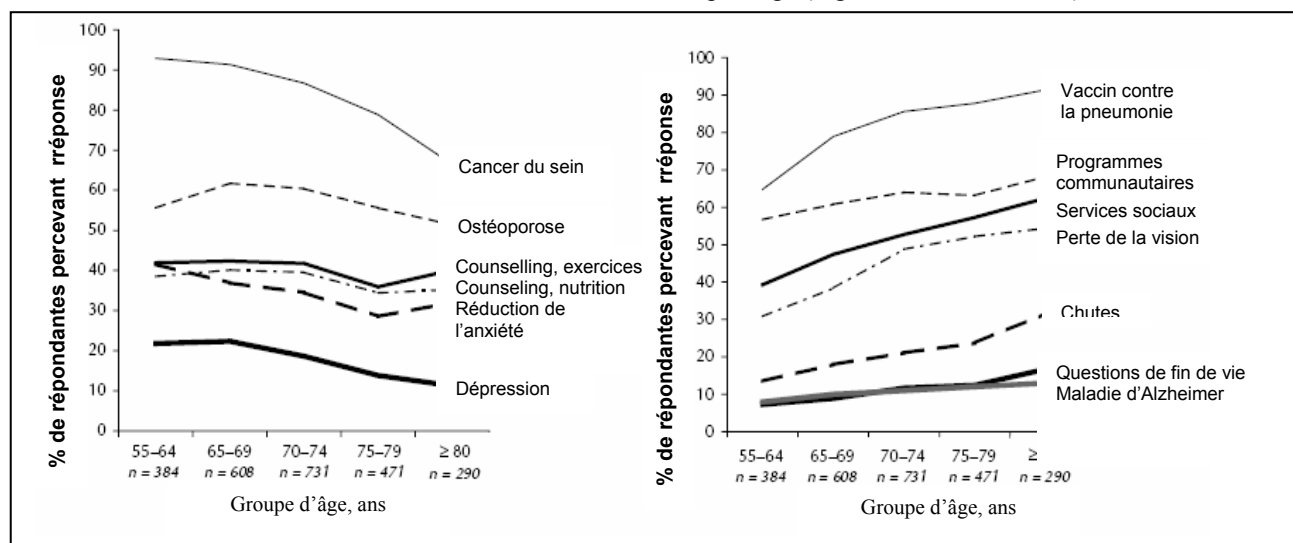 % de répondantes percevant rréponse
100
90
80
70
60
50
40
30
20
10
0
Cancer du sein
Ostéoporose
Counselling, exercices
Counseling, nutrition
Réduction de
l'anxiété
Dépression
55–64 65–69 70–74 75–79 ≥ 80
n = 384 n = 608 n = 731 n = 471 n = 290
Groupe d'âge, ans
% de répondantes percevant rréponse
100
90
80
70
60
50
40
30
20
10
0
Vaccin contre
la pneumonie
Programmes
communautaires
Services sociaux
Perte de la vision
Chutes
Questions de fin de vie
Maladie d'Alzheimer
55–64 65–69 70–74 75–79 ≥
n = 384 n = 608 n = 731 n = 471 n = 290
Groupe d'âge, ans